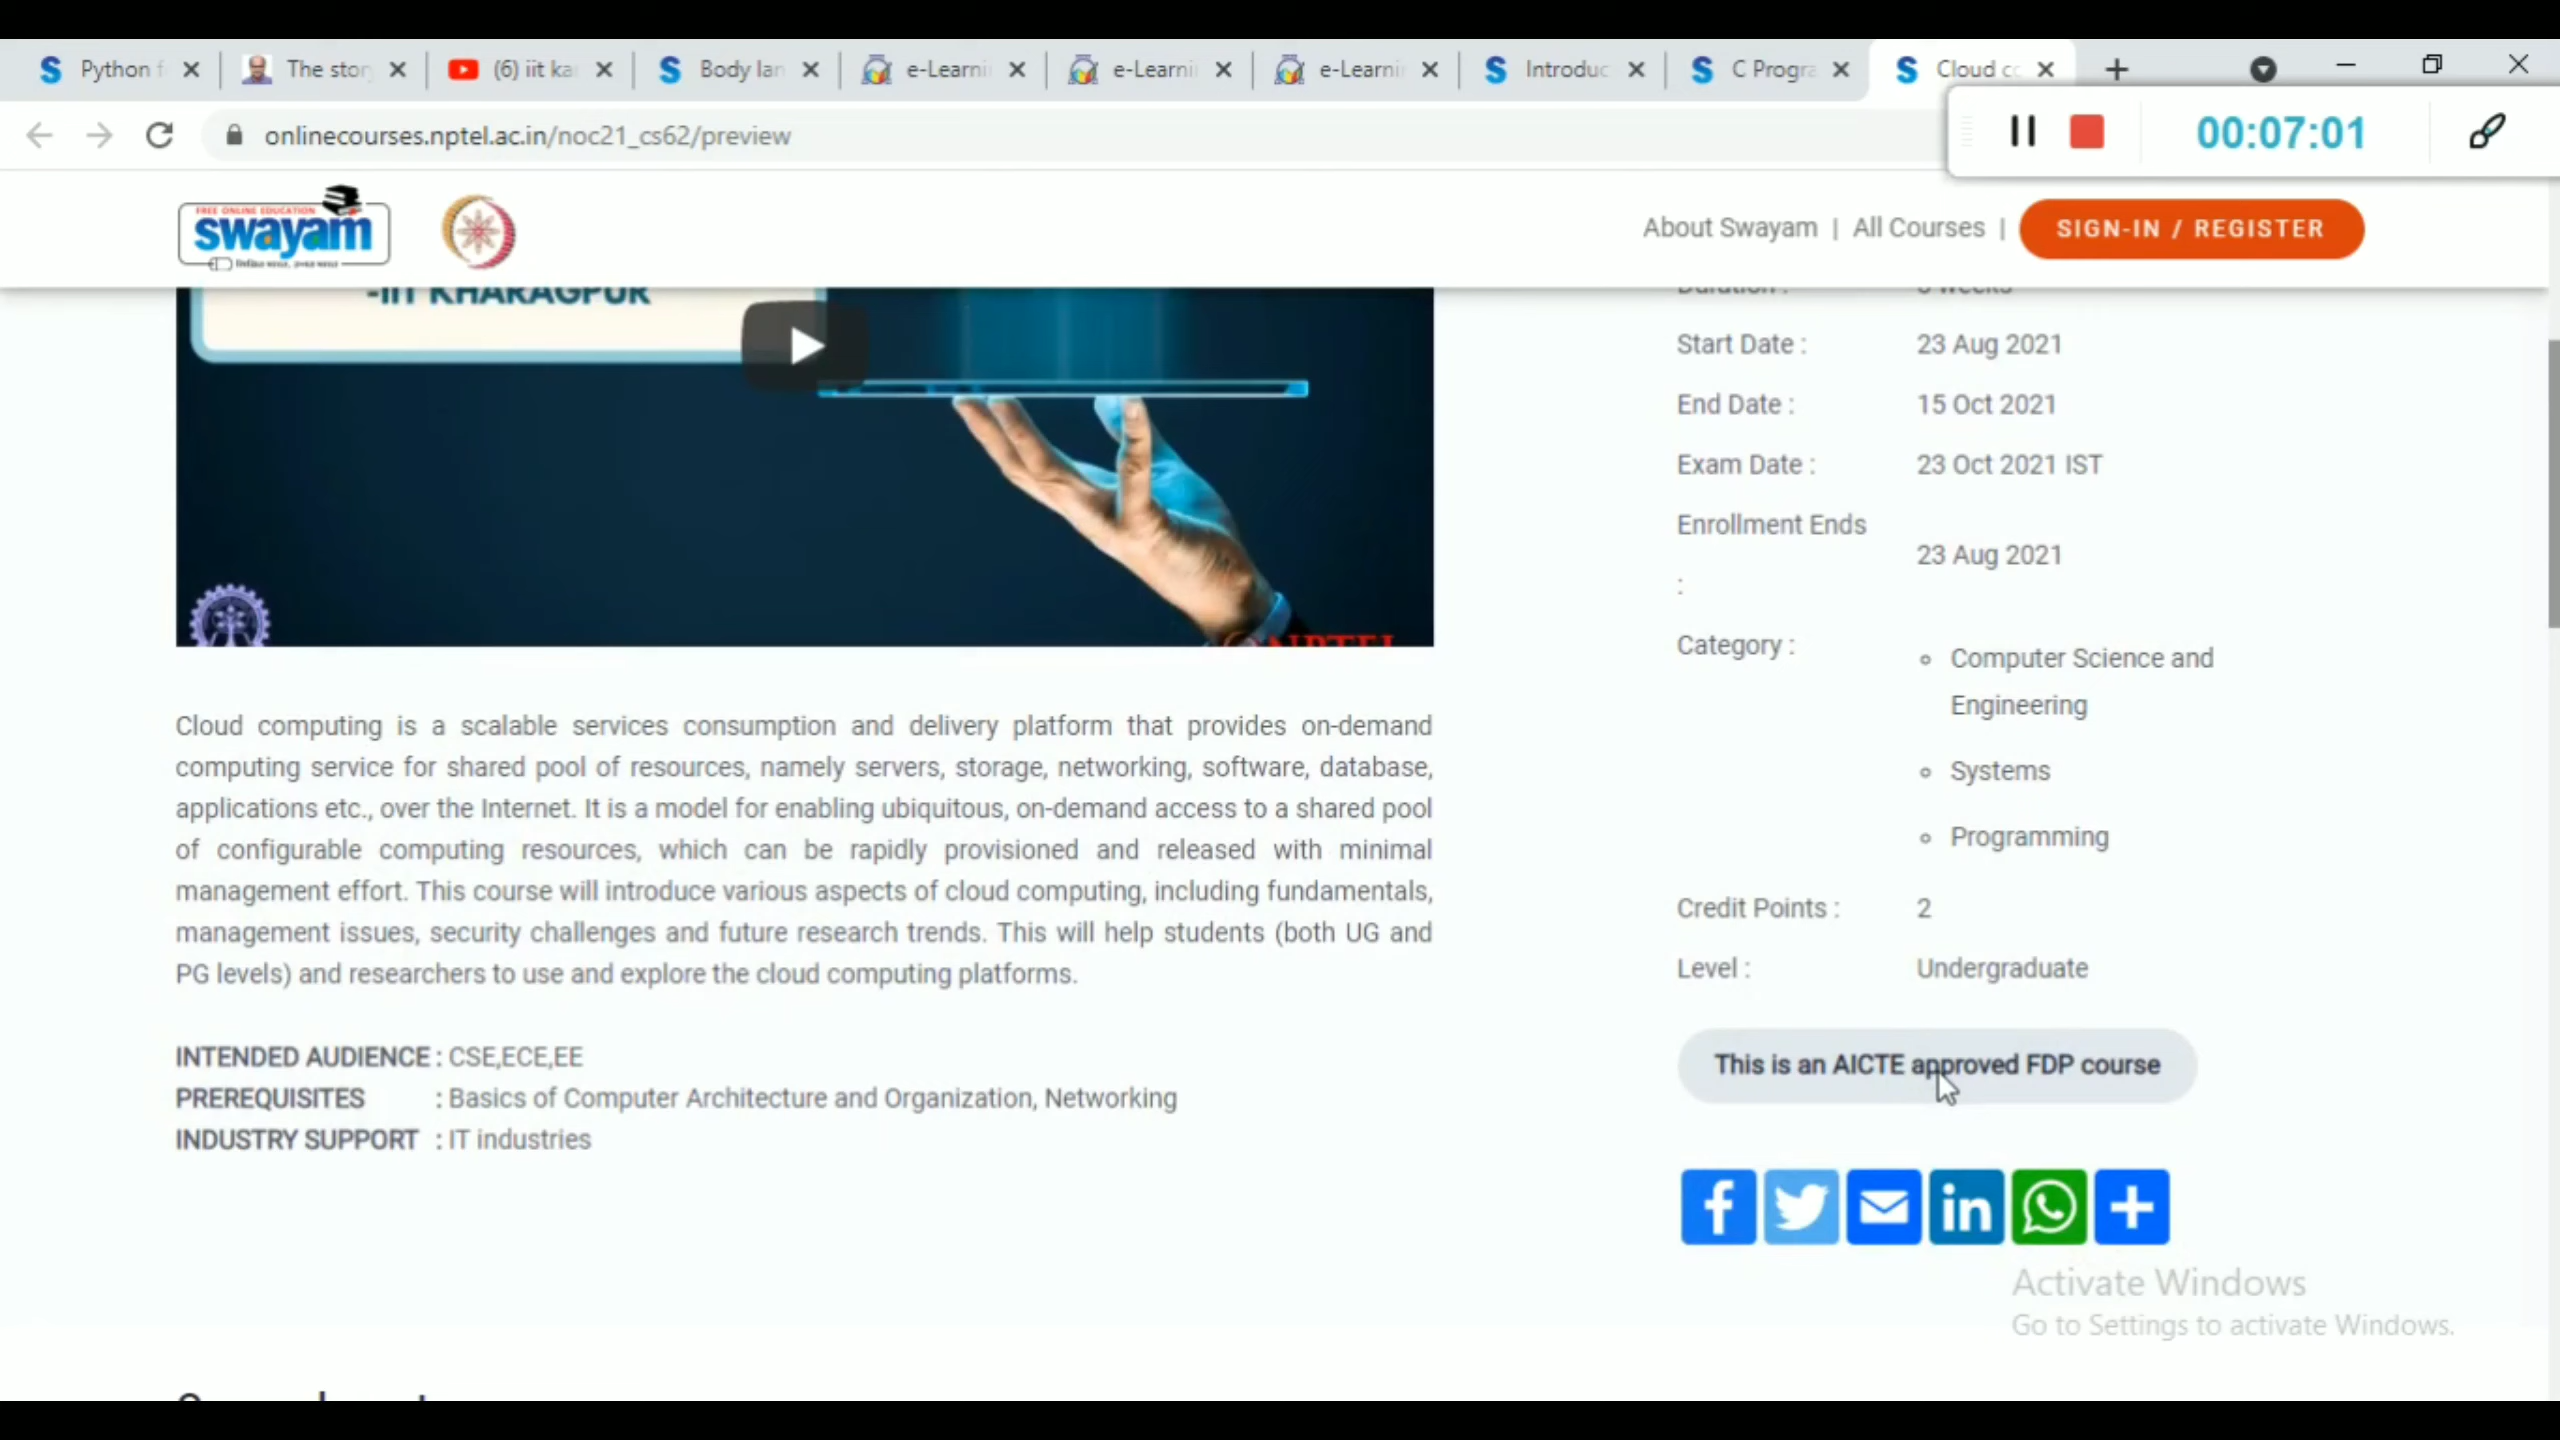 Python f
The stor
(6) iit ka
Body lan
e-Learni
e-Learni
e-Learni
Introduc
C Progra
Cloud co
onlinecourses.nptel.ac.in/noc21_cs62/preview
00:07:01
FREE ONLINE EDUCATION
swayam
About Swayam | All Courses |
SIGN-IN / REGISTER
-IIT KHARAGPUR
Start Date : 23 Aug 2021
End Date : 15 Oct 2021
Exam Date : 23 Oct 2021 IST
Enrollment Ends
: 23 Aug 2021
Category :
Computer Science and
Engineering
Systems
Programming
Credit Points : 2
Level : Undergraduate
This is an AICTE approved FDP course
NPTEL
Cloud computing is a scalable services consumption and delivery platform that provides on-demand
computing service for shared pool of resources, namely servers, storage, networking, software, database,
applications etc., over the Internet. It is a model for enabling ubiquitous, on-demand access to a shared pool
of configurable computing resources, which can be rapidly provisioned and released with minimal
management effort. This course will introduce various aspects of cloud computing, including fundamentals,
management issues, security challenges and future research trends. This will help students (both UG and
PG levels) and researchers to use and explore the cloud computing platforms.
INTENDED AUDIENCE : CSE,ECE,EE
PREREQUISITES : Basics of Computer Architecture and Organization, Networking
INDUSTRY SUPPORT : IT industries
Activate Windows
Go to Settings to activate Windows.